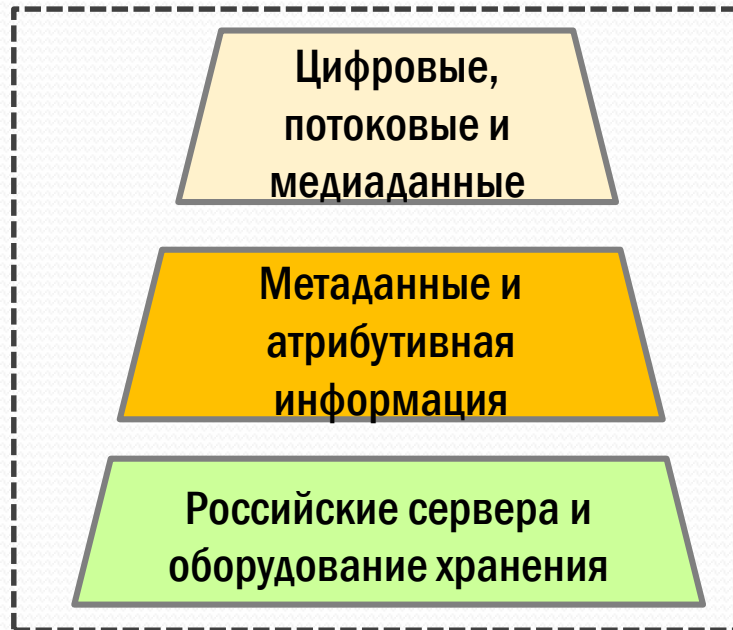 Цифровые,
потоковые и
медиаданные
Метаданные и
атрибутивная
информация
Российские сервера и
оборудование хранения